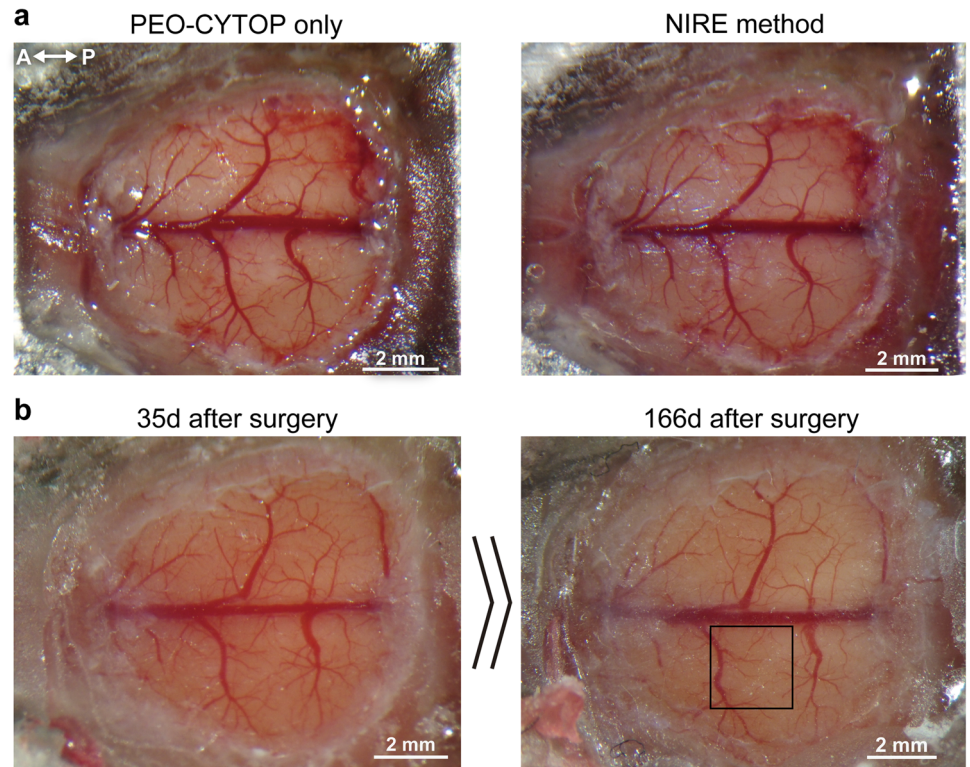 a
PEO-CYTOP only
NIRE method
A P
2 mm
2 mm
b
35d after surgery
166d after surgery
2 mm
2 mm